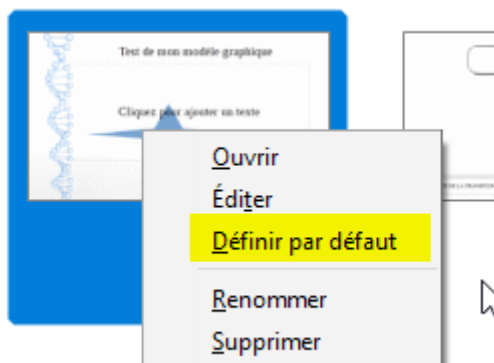 Test de mon modèle graphique
Cliquez pour ajouter un texte
Ouvrir
Éditer
Définir par défaut
Renommer
Supprimer